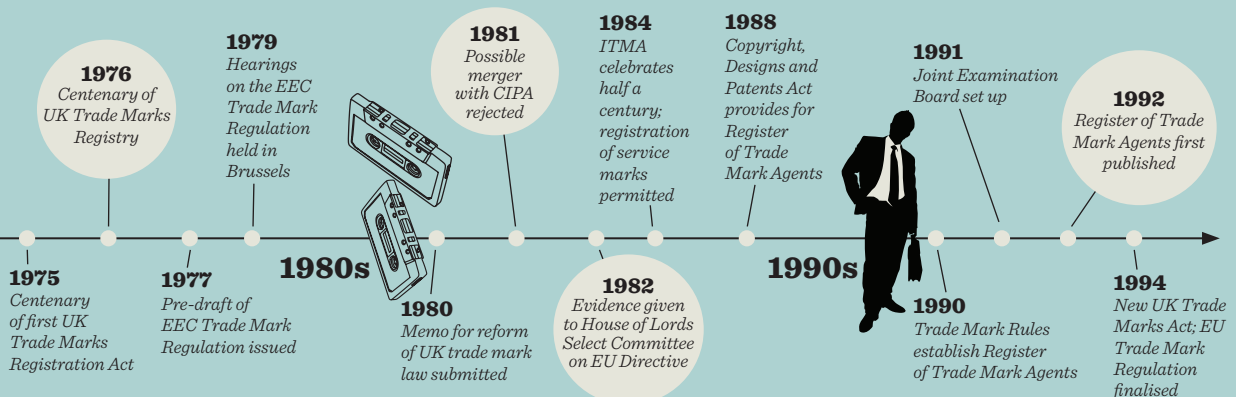 1975
Centenary
of first UK
Trade Marks
Registration Act
1976
Centenary of
UK Trade Marks
Registry
1977
Pre-draft of
EEC Trade Mark
Regulation issued
1979
Hearings
on the EEC
Trade Mark
Regulation
held in
Brussels
1980s
1980
Memo for reform
of UK trade mark
law submitted
1981
Possible
merger
with CIPA
rejected
1982
Evidence given
to House of Lords
Select Committee
on EU Directive
1984
ITMA
celebrates
half a
century;
registration
of service
marks
permitted
1988
Copyright,
Designs and
Patents Act
provides for
Register
of Trade
Mark Agents
1990s
1990
Trade Mark Rules
establish Register
of Trade Mark Agents
1991
Joint Examination
Board set up
1992
Register of Trade
Mark Agents first
published
1994
New UK Trade
Marks Act; EU
Trade Mark
Regulation
finalised